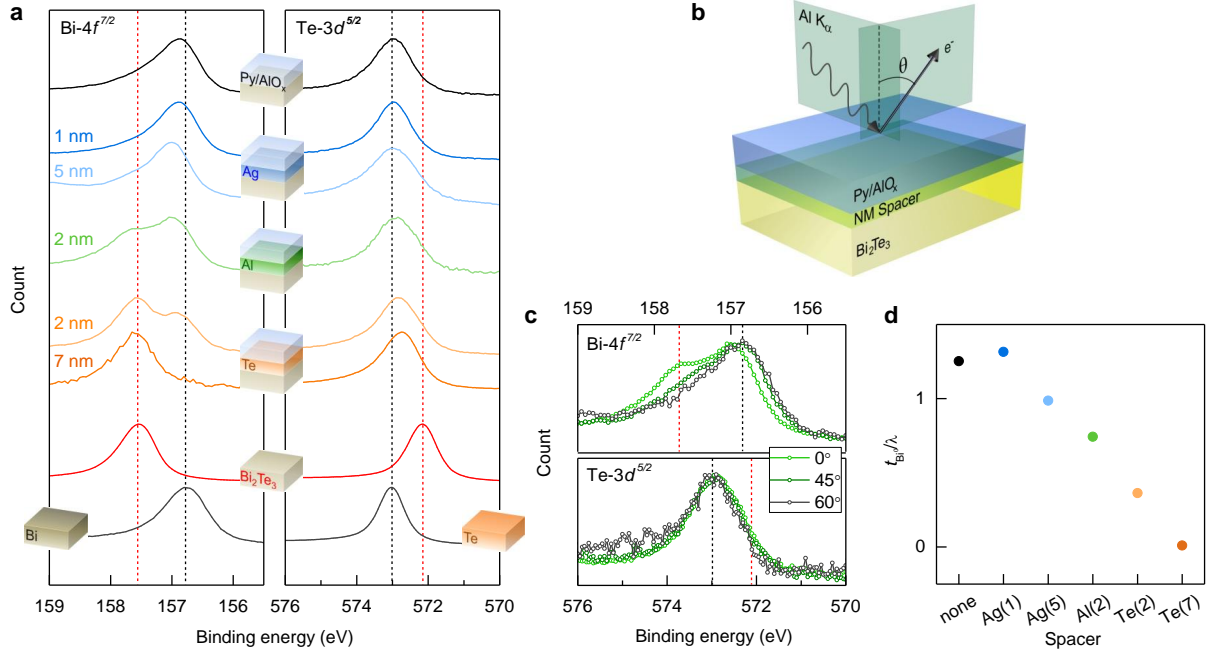 a
Bi-4f7/2
Te-3d5/2
Py/AlOx
1 nm
5 nm
Ag
2 nm
Al
2 nm
7 nm
Te
Bi2Te3
Bi
Te
Count
159 158 157 156
576 574 572 570
Binding energy (eV)
Binding energy (eV)
b
Al Kα
θ
e-
Py/AlOx
NM Spacer
Bi2Te3
c
159 158 157 156
Bi-4f7/2
Te-3d5/2
0°
45°
60°
Count
576 574 572 570
Binding energy (eV)
d
tBi0/λ
1
0
none Ag(1) Ag(5) Al(2) Te(2) Te(7)
Spacer